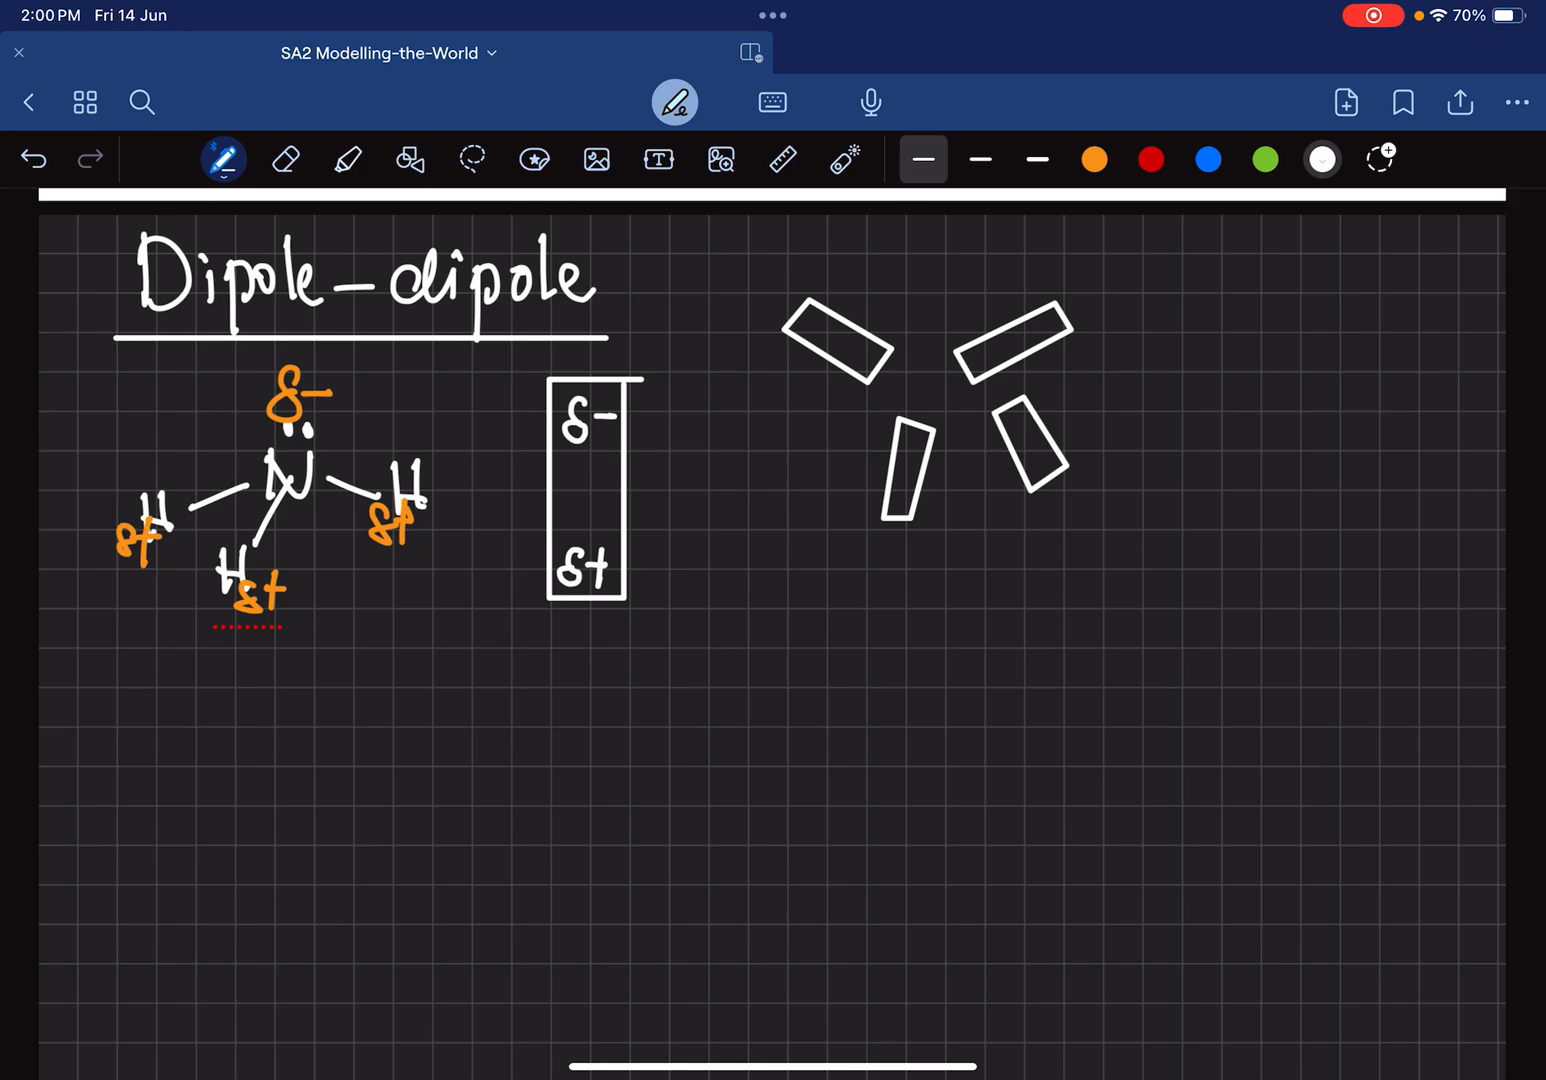 2:00 PM Fri 14 Jun
70%
SA2 Modelling-the-World
T
Dipole-dipole
δ-
N
H
H
δ+
δ+
H
δ+
δ-
δ+